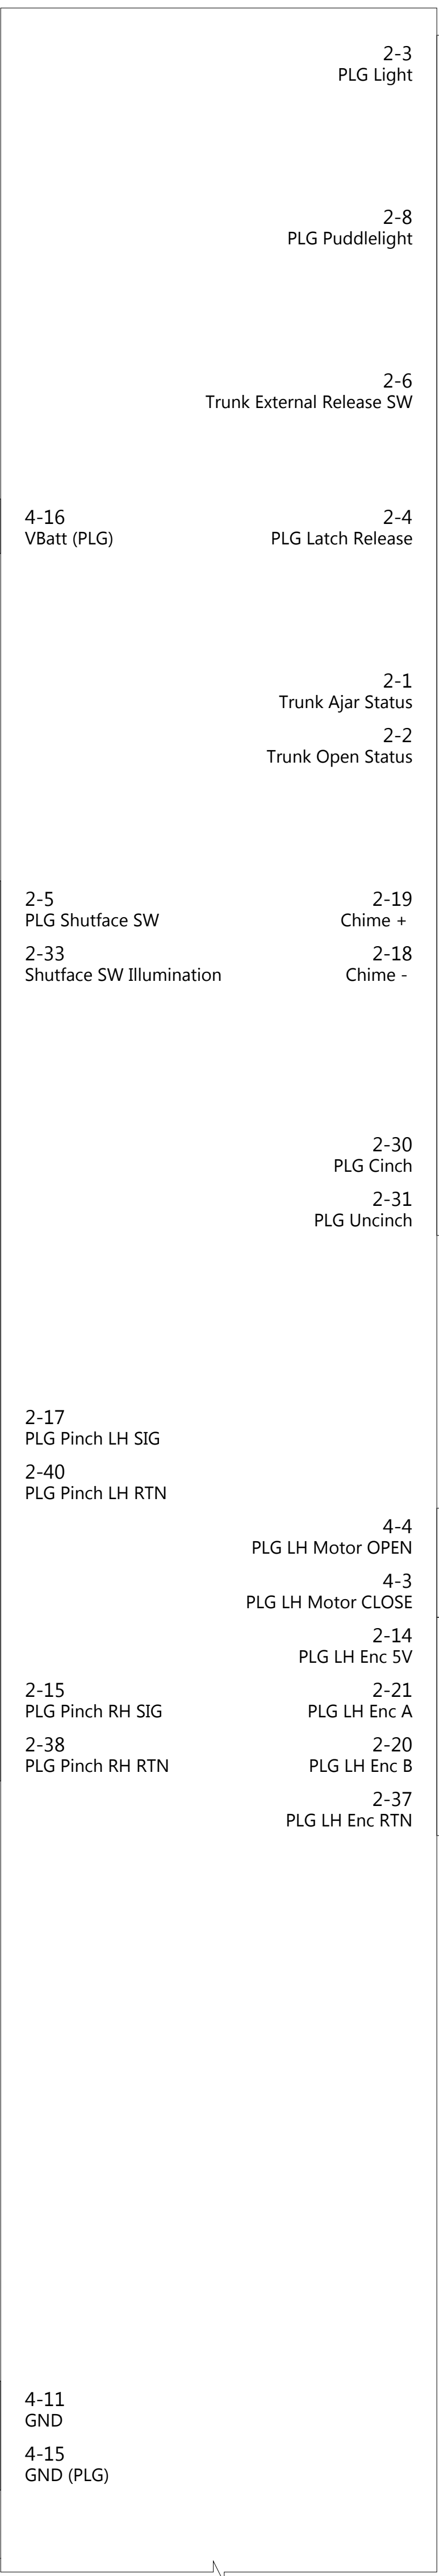 2-3
PLG Light
2-8
PLG Puddlelight
2-6
Trunk External Release SW
4-16
VBatt (PLG)
2-4
PLG Latch Release
2-1
Trunk Ajar Status
2-2
Trunk Open Status
2-5
PLG Shutface SW
2-19
Chime +
2-33
Shutface SW Illumination
2-18
Chime -
2-30
PLG Cinch
2-31
PLG Uncinch
2-17
PLG Pinch LH SIG
2-40
PLG Pinch LH RTN
4-4
PLG LH Motor OPEN
4-3
PLG LH Motor CLOSE
2-14
PLG LH Enc 5V
2-15
PLG Pinch RH SIG
2-21
PLG LH Enc A
2-38
PLG Pinch RH RTN
2-20
PLG LH Enc B
2-37
PLG LH Enc RTN
4-11
GND
4-15
GND (PLG)